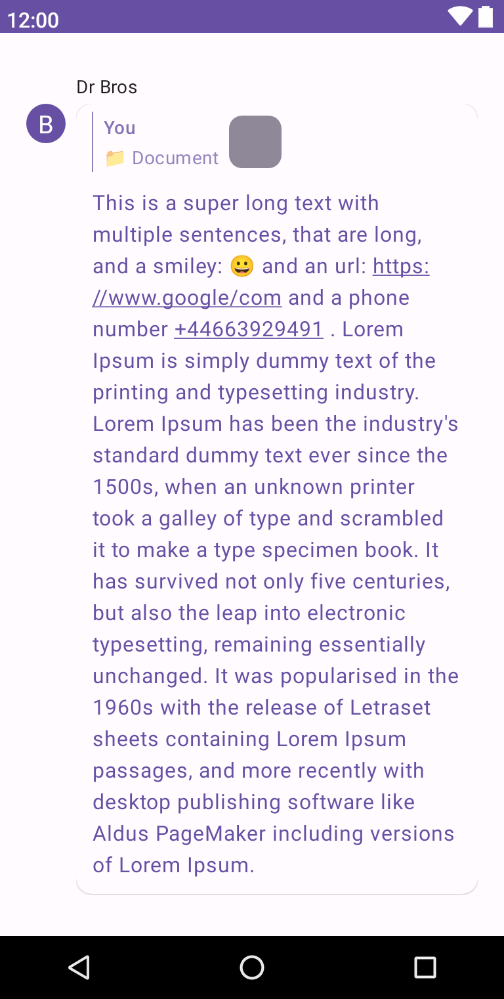 12:00
Dr Bros
B
You
📁 Document
This is a super long text with
multiple sentences, that are long,
and a smiley: 😀 and an url: https:
//www.google/com and a phone
number +44663929491 . Lorem
Ipsum is simply dummy text of the
printing and typesetting industry.
Lorem Ipsum has been the industry's
standard dummy text ever since the
1500s, when an unknown printer
took a galley of type and scrambled
it to make a type specimen book. It
has survived not only five centuries,
but also the leap into electronic
typesetting, remaining essentially
unchanged. It was popularised in the
1960s with the release of Letraset
sheets containing Lorem Ipsum
passages, and more recently with
desktop publishing software like
Aldus PageMaker including versions
of Lorem Ipsum.